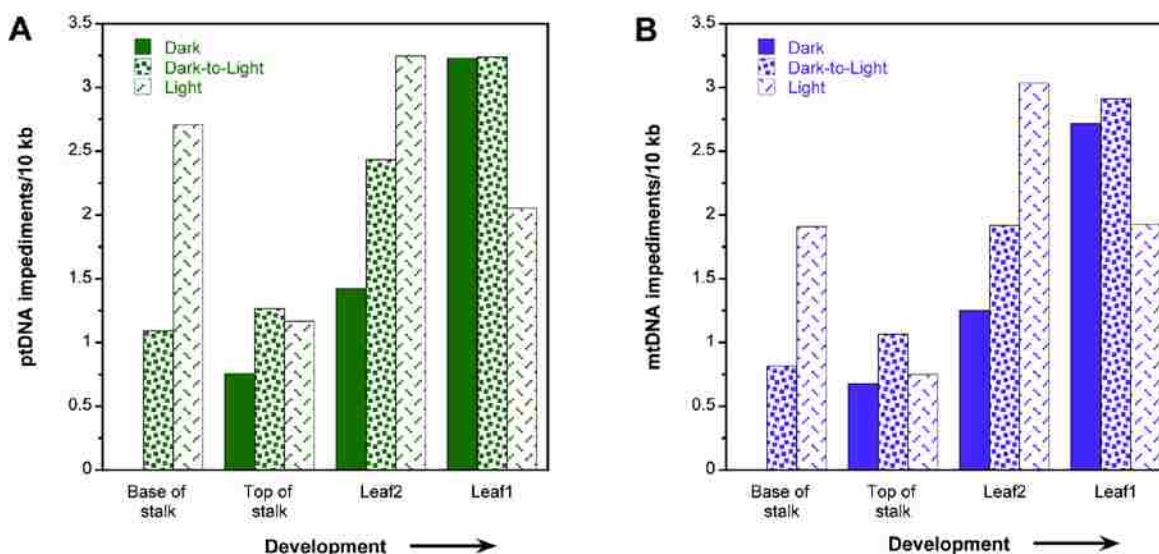 A
ptDNA impediments/10 kb
3.5
3
2.5
2
1.5
1
0.5
0
Dark
Dark-to-Light
Light
Base of
stalk
Top of
stalk
Leaf2
Leaf1
Development
B
mtDNA impediments/10 kb
3.5
3
2.5
2
1.5
1
0.5
0
Dark
Dark-to-Light
Light
Base of
stalk
Top of
stalk
Leaf2
Leaf1
Development